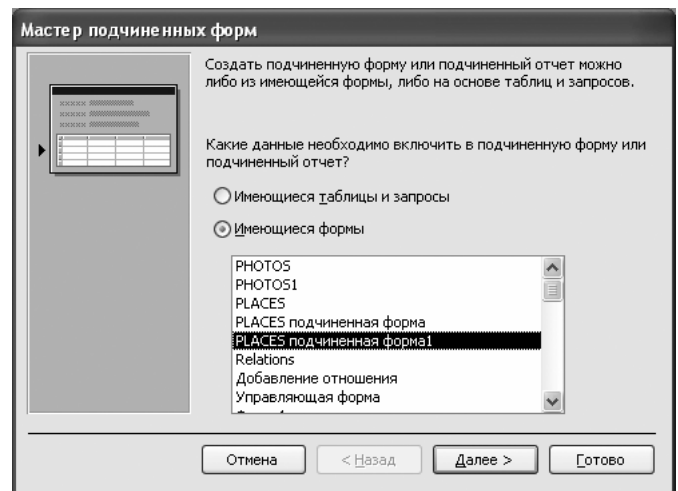 Мастер подчиненных форм
Создать подчиненную форму или подчиненный отчет можно
либо из имеющейся формы, либо на основе таблиц и запросов.
Какие данные необходимо включить в подчиненную форму или
подчиненный отчет?
Имеющиеся таблицы и запросы
Имеющиеся формы
PHOTOS
PHOTOS1
PLACES
PLACES подчиненная форма
PLACES подчиненная форма1
Relations
Добавление отношения
Управляющая форма
Отмена
< Назад
Далее >
Готово